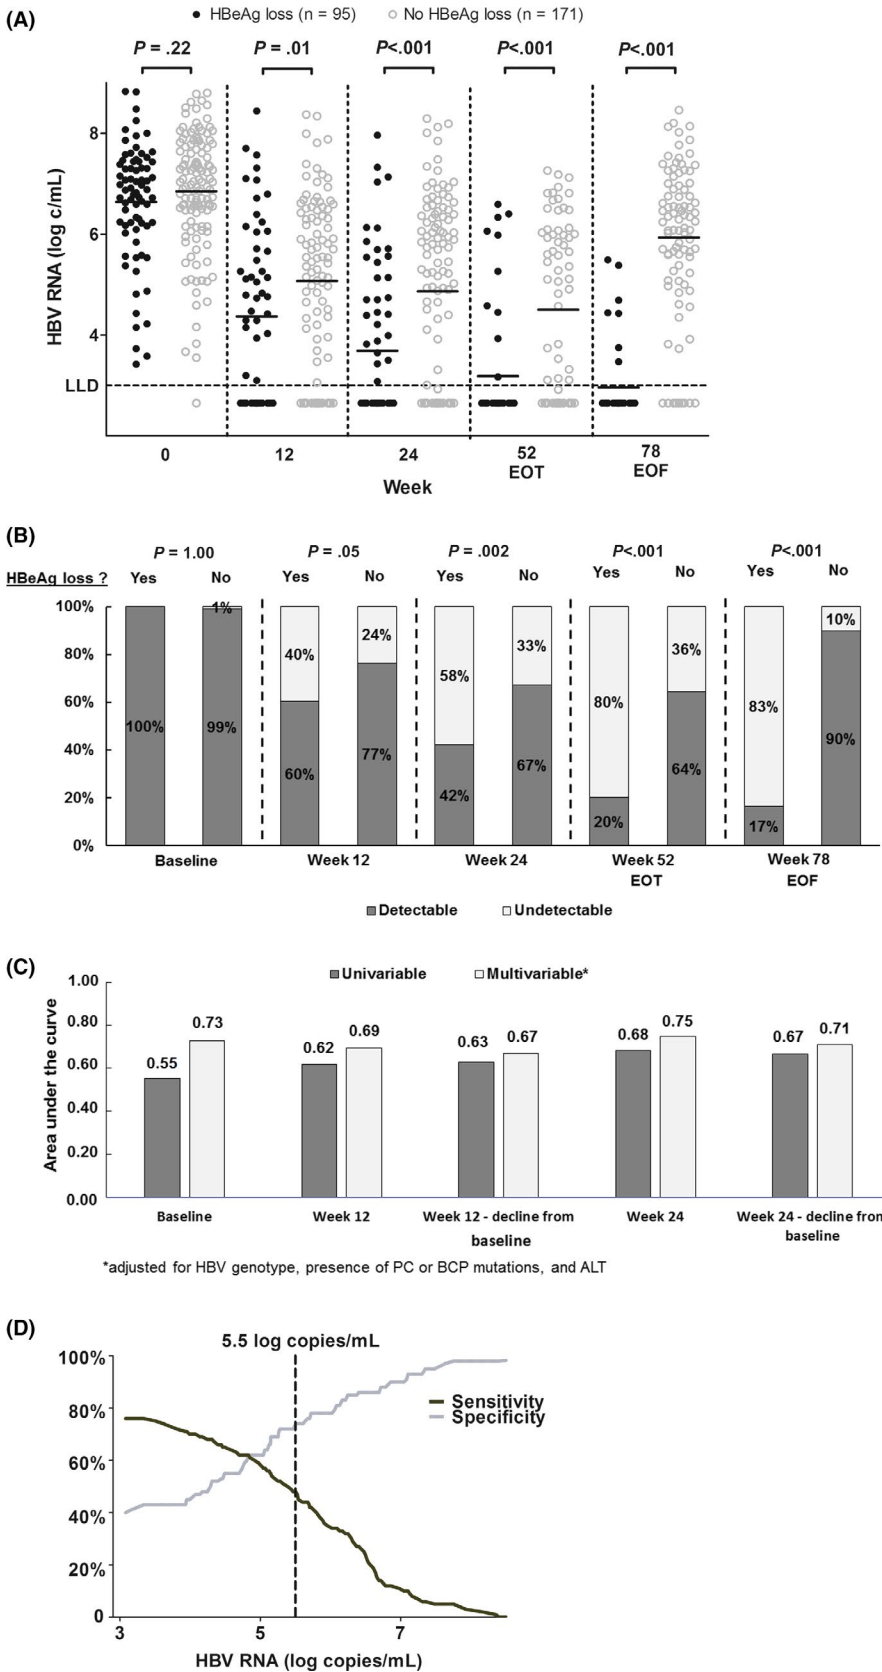 (A)
HBeAg loss (n = 95) No HBeAg loss (n = 171)
P = .22 P = .01 P<.001 P<.001 P<.001
HBV RNA (log c/mL)
8
6
4
LLD
0 12 24 52 78
EOT EOF
Week
(B)
P = 1.00 P = .05 P = .002 P<.001 P<.001
HBeAg loss ? Yes No Yes No Yes No Yes No Yes No
100%
80%
60%
40%
20%
0%
1% 24% 33% 36% 10%
40% 58% 80% 83%
100% 99% 60% 77% 42% 67% 20% 64% 17% 90%
Baseline Week 12 Week 24 Week 52 Week 78
EOT EOF
Detectable Undetectable
(C)
Univariable Multivariable*
Area under the curve
1.00
0.80
0.60
0.40
0.20
0.00
0.55 0.73 0.62 0.69 0.63 0.67 0.68 0.75 0.67 0.71
Baseline Week 12 Week 12 - decline from Week 24 Week 24 - decline from
baseline baseline
*adjusted for HBV genotype, presence of PC or BCP mutations, and ALT
(D)
5.5 log copies/mL
100%
80%
60%
40%
20%
0
Sensitivity
Specificity
3 5 7
HBV RNA (log copies/mL)